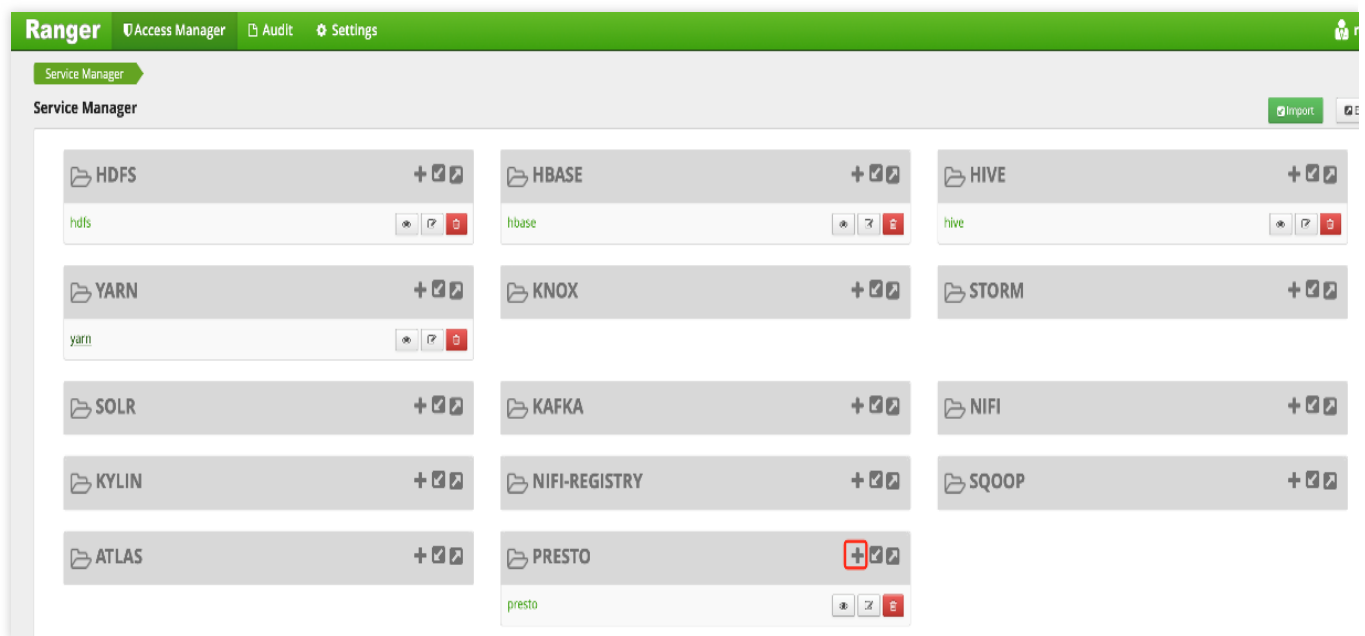 Ranger Access Manager Audit Settings
Service Manager
Service Manager
Import
HDFS HBASE HIVE
hdfs hbase hive
YARN KNOX STORM
yarn
SOLR KAFKA NIFI
KYLIN NIFI-REGISTRY SQOOP
ATLAS PRESTO
presto